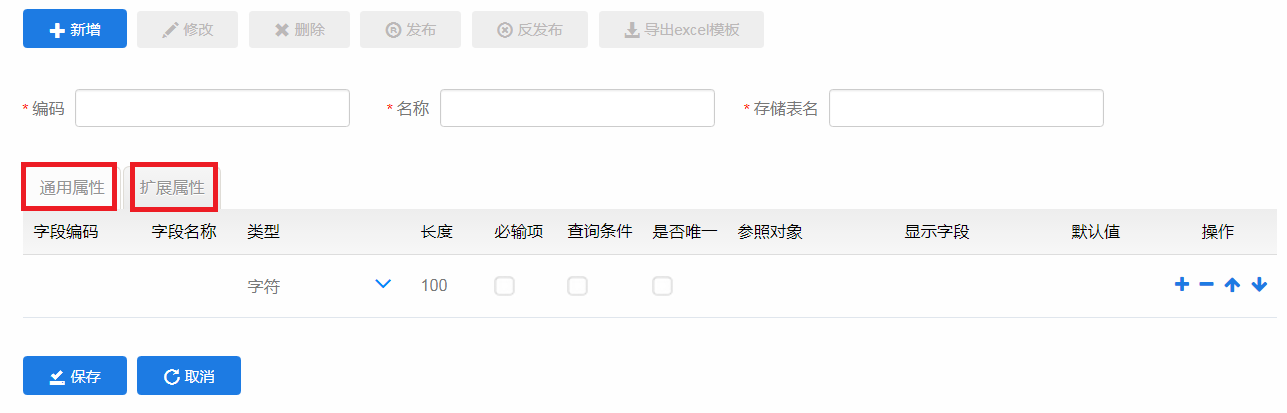 新增 修改 删除 发布 反发布 导出excel模板
* 编码 * 名称 * 存储表名
通用属性 扩展属性
字段编码 字段名称 类型 长度 必输项 查询条件 是否唯一 参照对象 显示字段 默认值 操作
字符 100
保存 取消